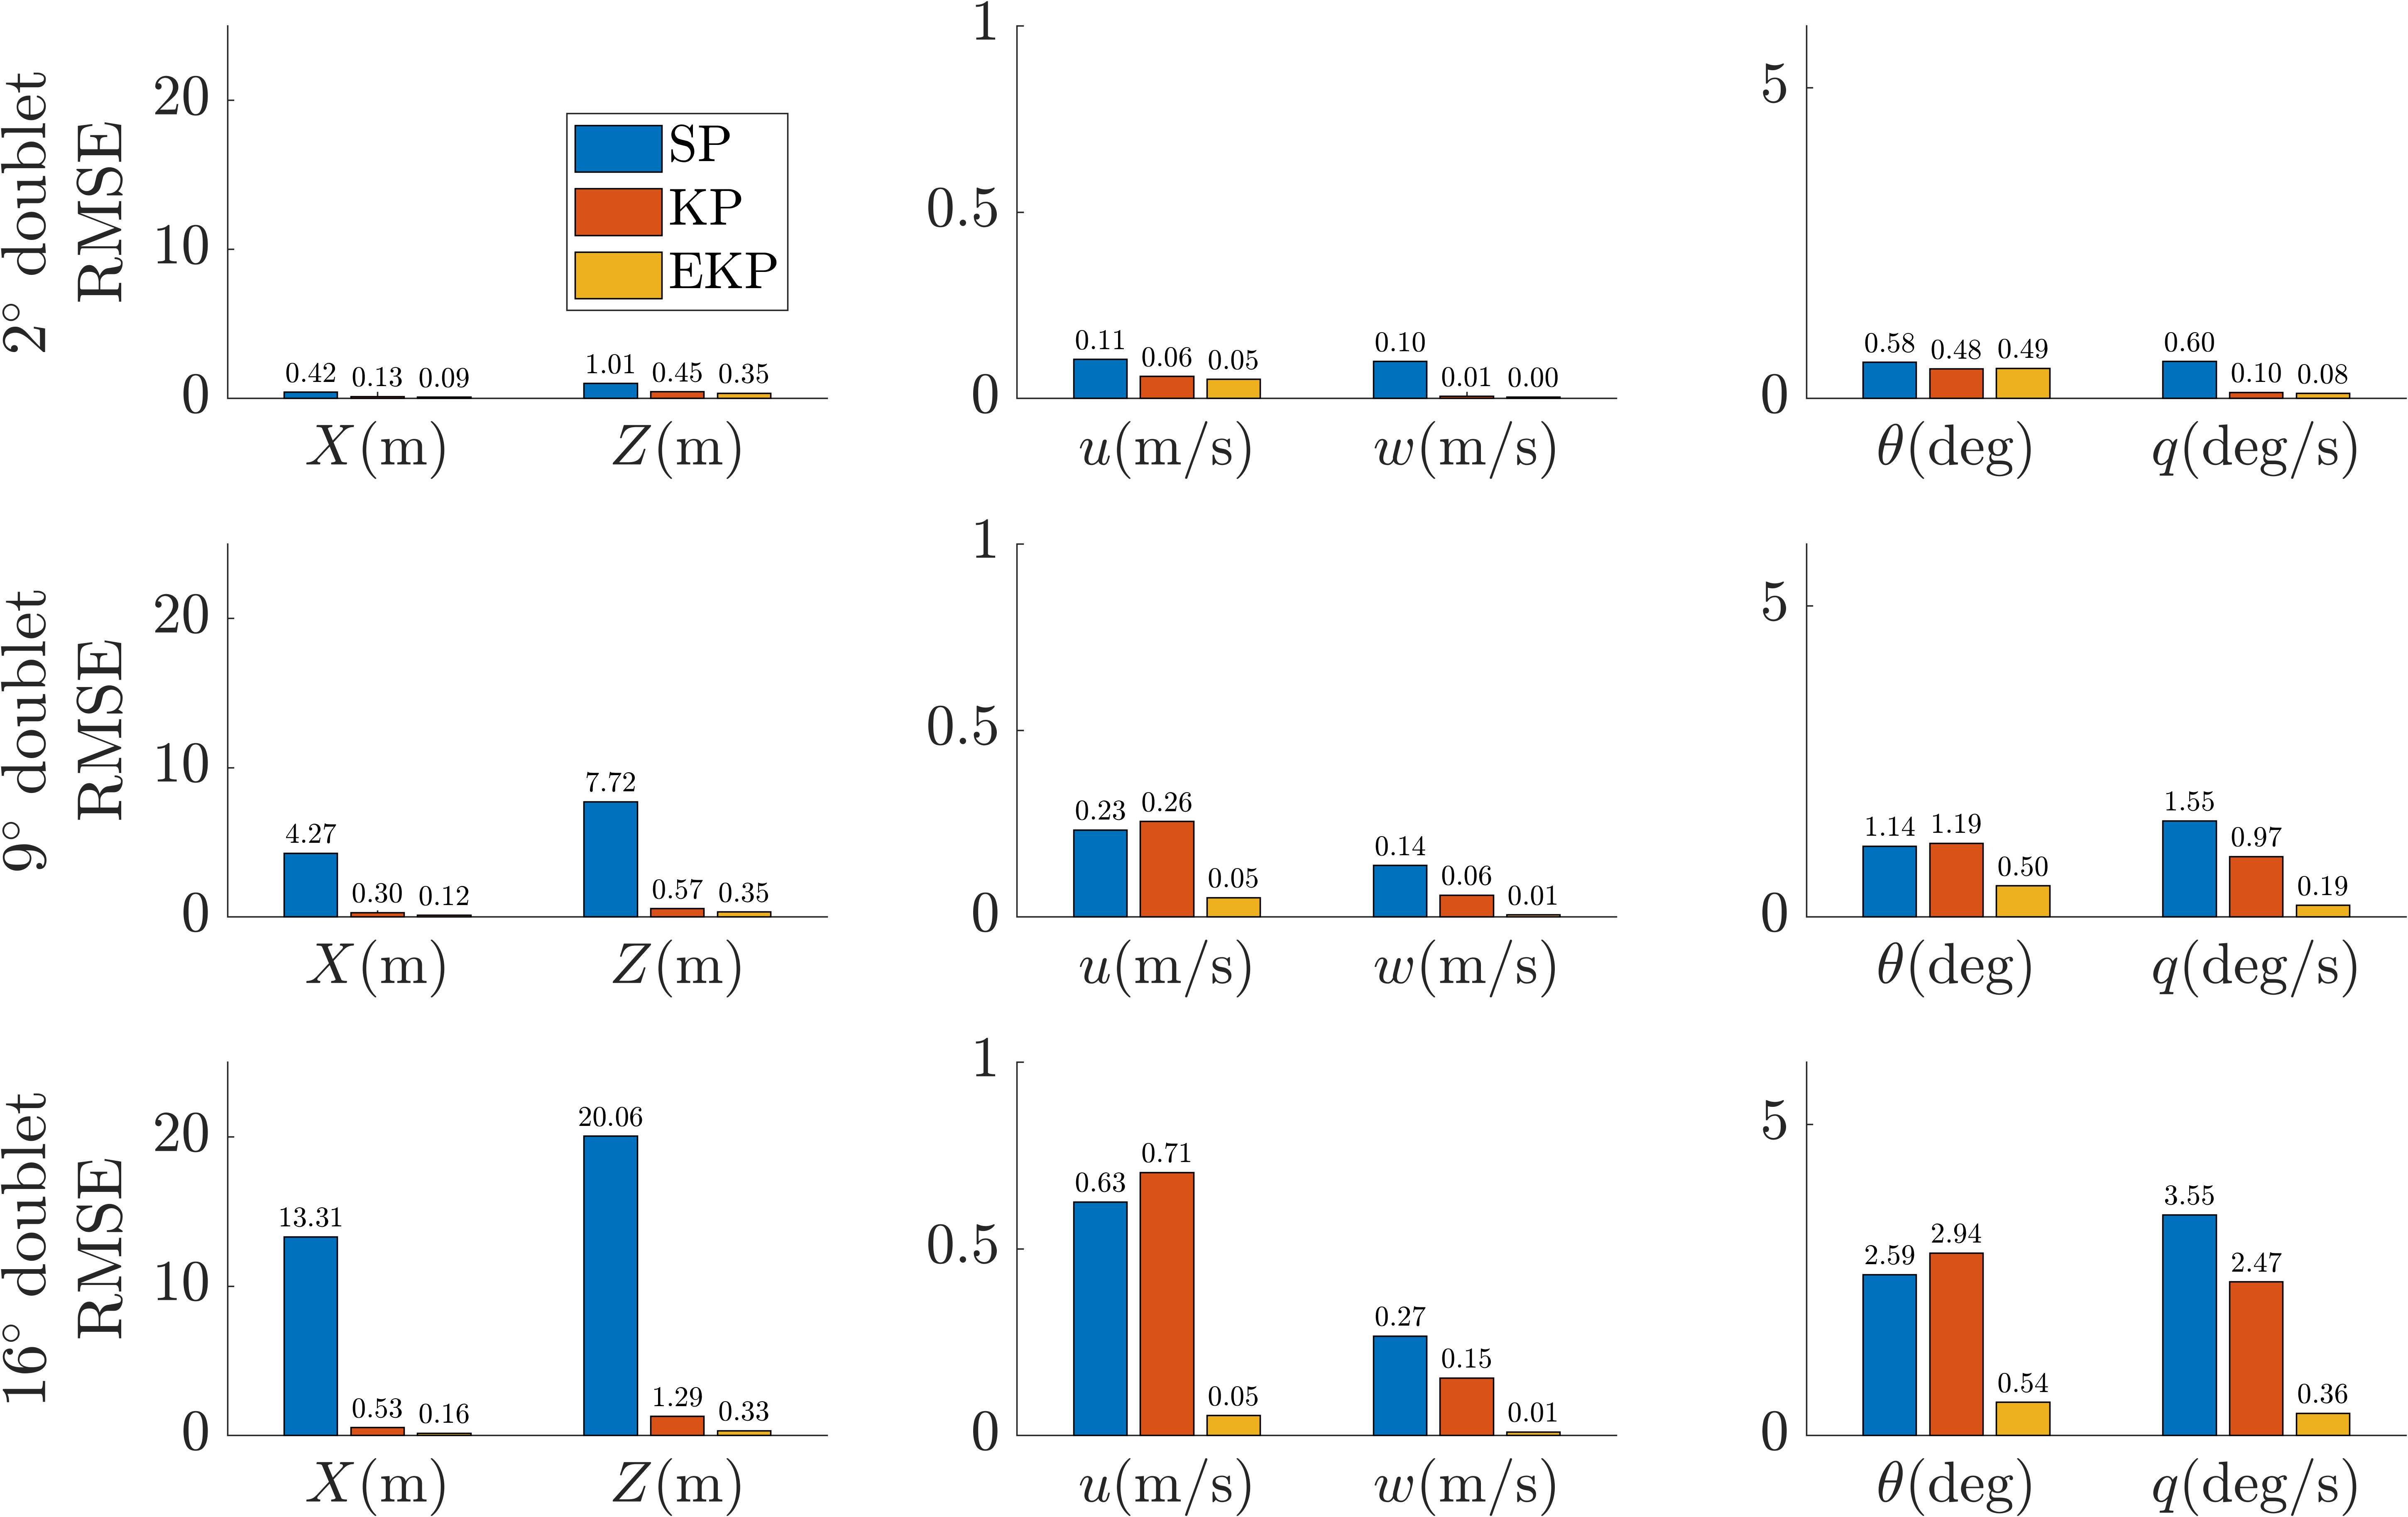 2° doublet
RMSE
20
10
0
SP
KP
EKP
0.42 0.13 0.09
1.01 0.45 0.35
X(m) Z(m)
1
0.5
0
0.11 0.06 0.05
0.10 0.01 0.00
u(m/s) w(m/s)
5
0
0.58 0.48 0.49
0.60 0.10 0.08
θ(deg) q(deg/s)
9° doublet
RMSE
20
10
0
4.27 0.30 0.12
7.72 0.57 0.35
X(m) Z(m)
1
0.5
0
0.23 0.26 0.05
0.14 0.06 0.01
u(m/s) w(m/s)
5
0
1.14 1.19 0.50
1.55 0.97 0.19
θ(deg) q(deg/s)
16° doublet
RMSE
20
10
0
13.31 0.53 0.16
20.06 1.29 0.33
X(m) Z(m)
1
0.5
0
0.63 0.71 0.05
0.27 0.15 0.01
u(m/s) w(m/s)
5
0
2.59 2.94 0.54
3.55 2.47 0.36
θ(deg) q(deg/s)